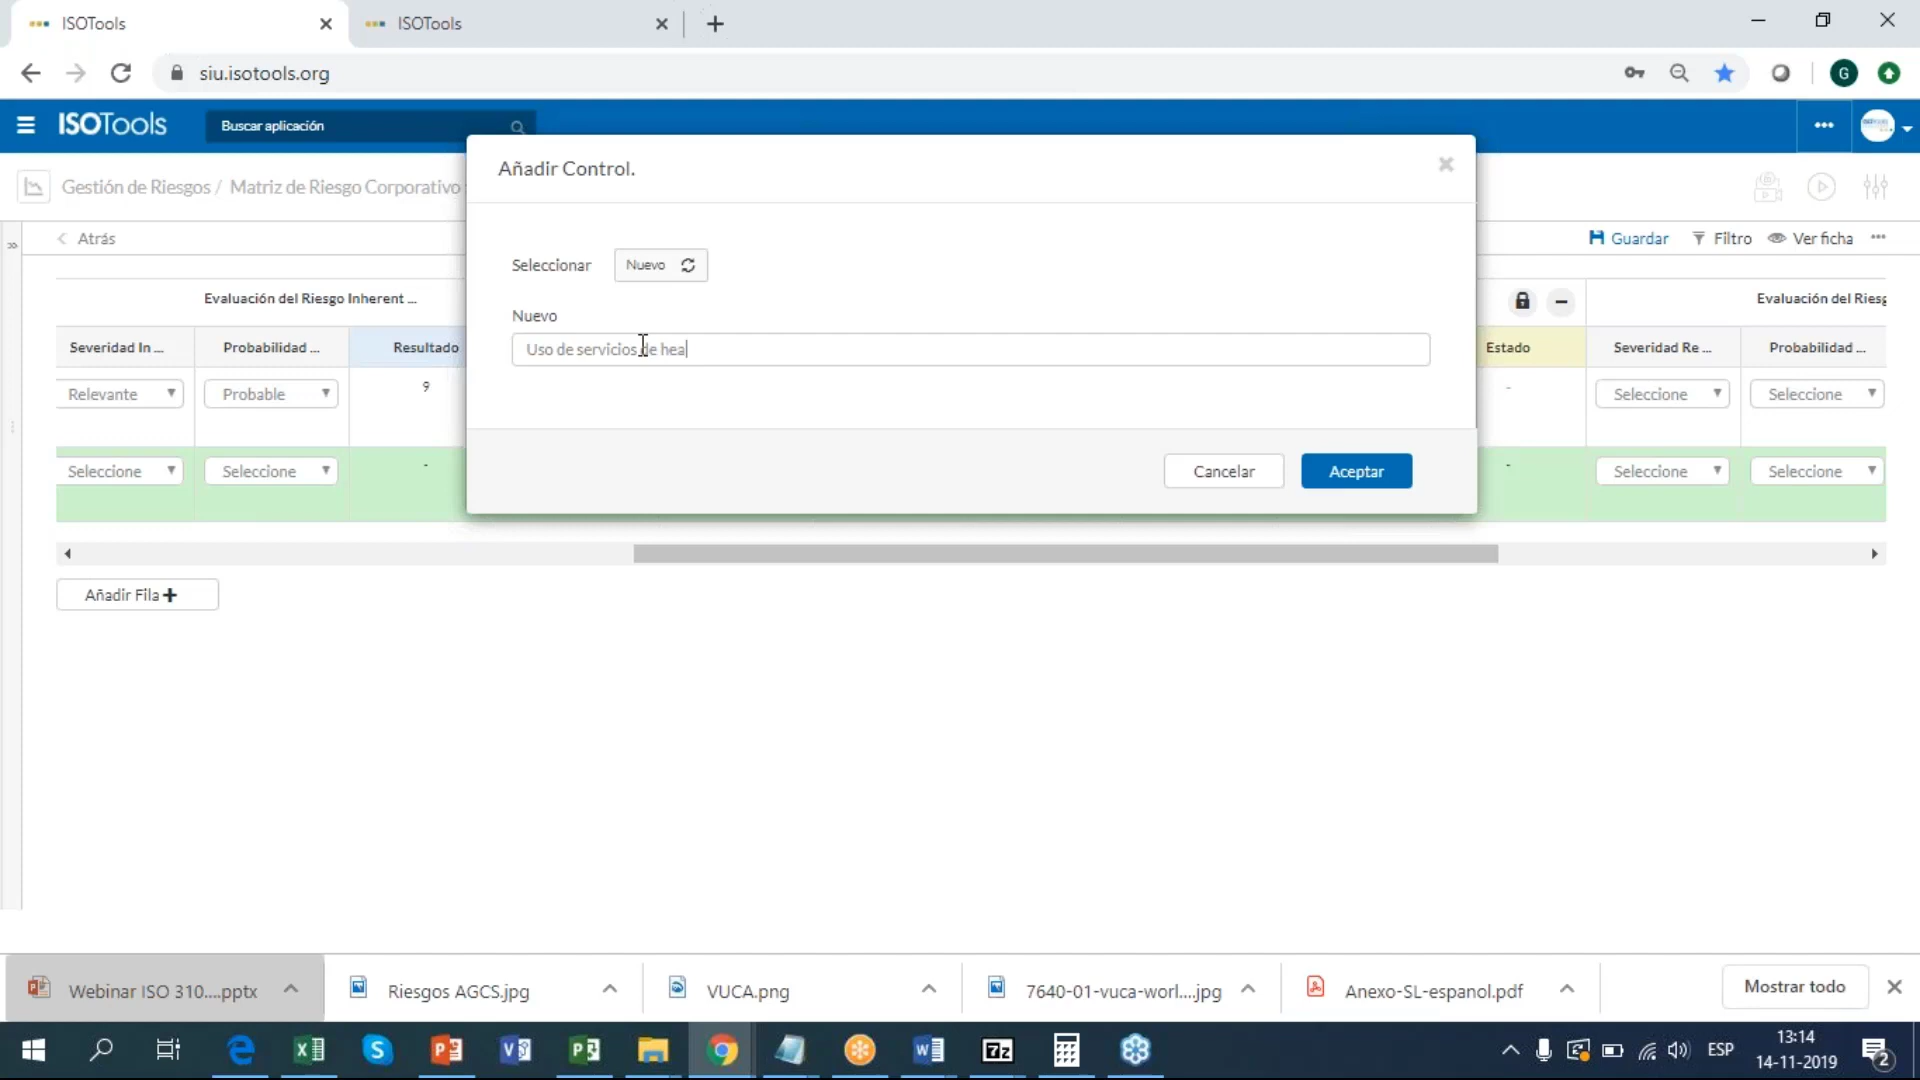 ISOTools
ISOTools
siu.isotools.org
G
ISOTools
Buscar aplicación
Añadir Control.
Gestión de Riesgos / Matriz de Riesgo Corporativo
Atrás
Guardar
Filtro
Ver ficha
Seleccionar
Nuevo
Evaluación del Riesgo Inherent ...
Evaluación del Riesg
Nuevo
Uso de servicios de hea
Severidad In ...
Probabilidad ...
Resultado
Estado
Severidad Re ...
Probabilidad ...
Relevante
Probable
9
-
Seleccione
Seleccione
Seleccione
Seleccione
-
Cancelar
Aceptar
-
Seleccione
Seleccione
Añadir Fila
Webinar ISO 310....pptx
Riesgos AGCS.jpg
VUCA.png
7640-01-vuca-worl....jpg
Anexo-SL-espanol.pdf
Mostrar todo
ESP
13:14
14-11-2019
2